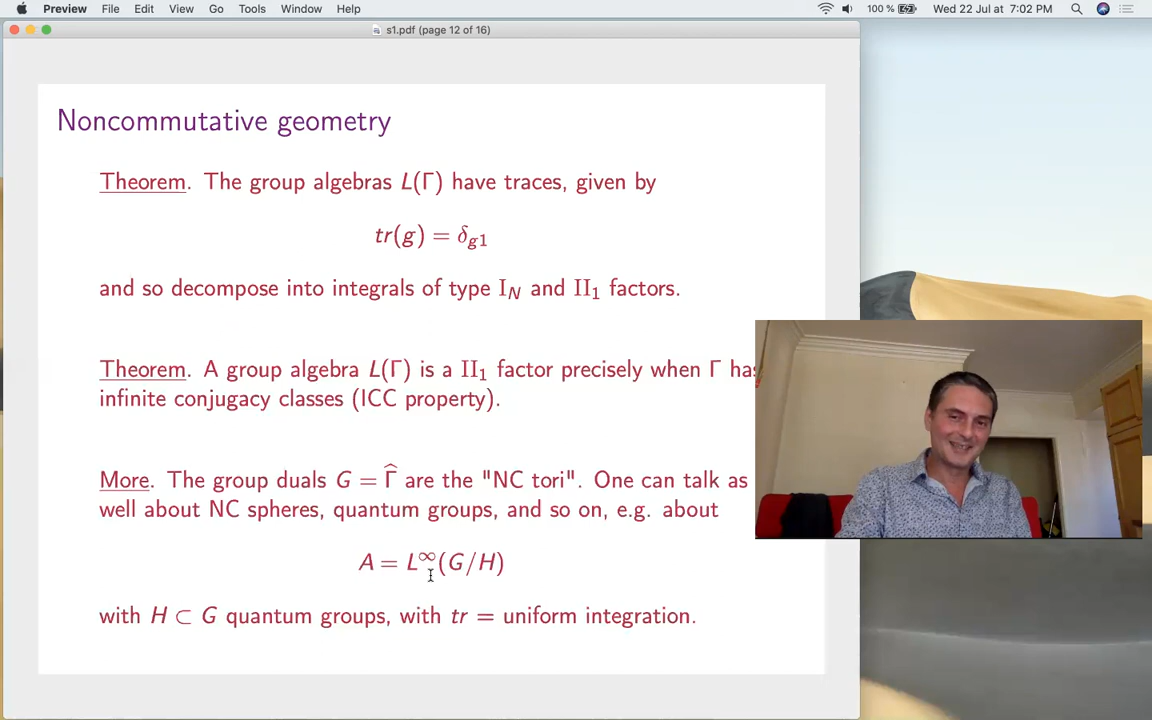 Preview File Edit View Go Tools Window Help 100 % Wed 22 Jul at 7:02 PM
s1.pdf (page 12 of 16)
Noncommutative geometry
Theorem. The group algebras L(Γ) have traces, given by
tr(g) = δ_{g1}
and so decompose into integrals of type I_N and II_1 factors.
Theorem. A group algebra L(Γ) is a II_1 factor precisely when Γ has
infinite conjugacy classes (ICC property).
More. The group duals G = Γ̂ are the "NC tori". One can talk as
well about NC spheres, quantum groups, and so on, e.g. about
A = L^∞(G/H)
with H ⊂ G quantum groups, with tr = uniform integration.